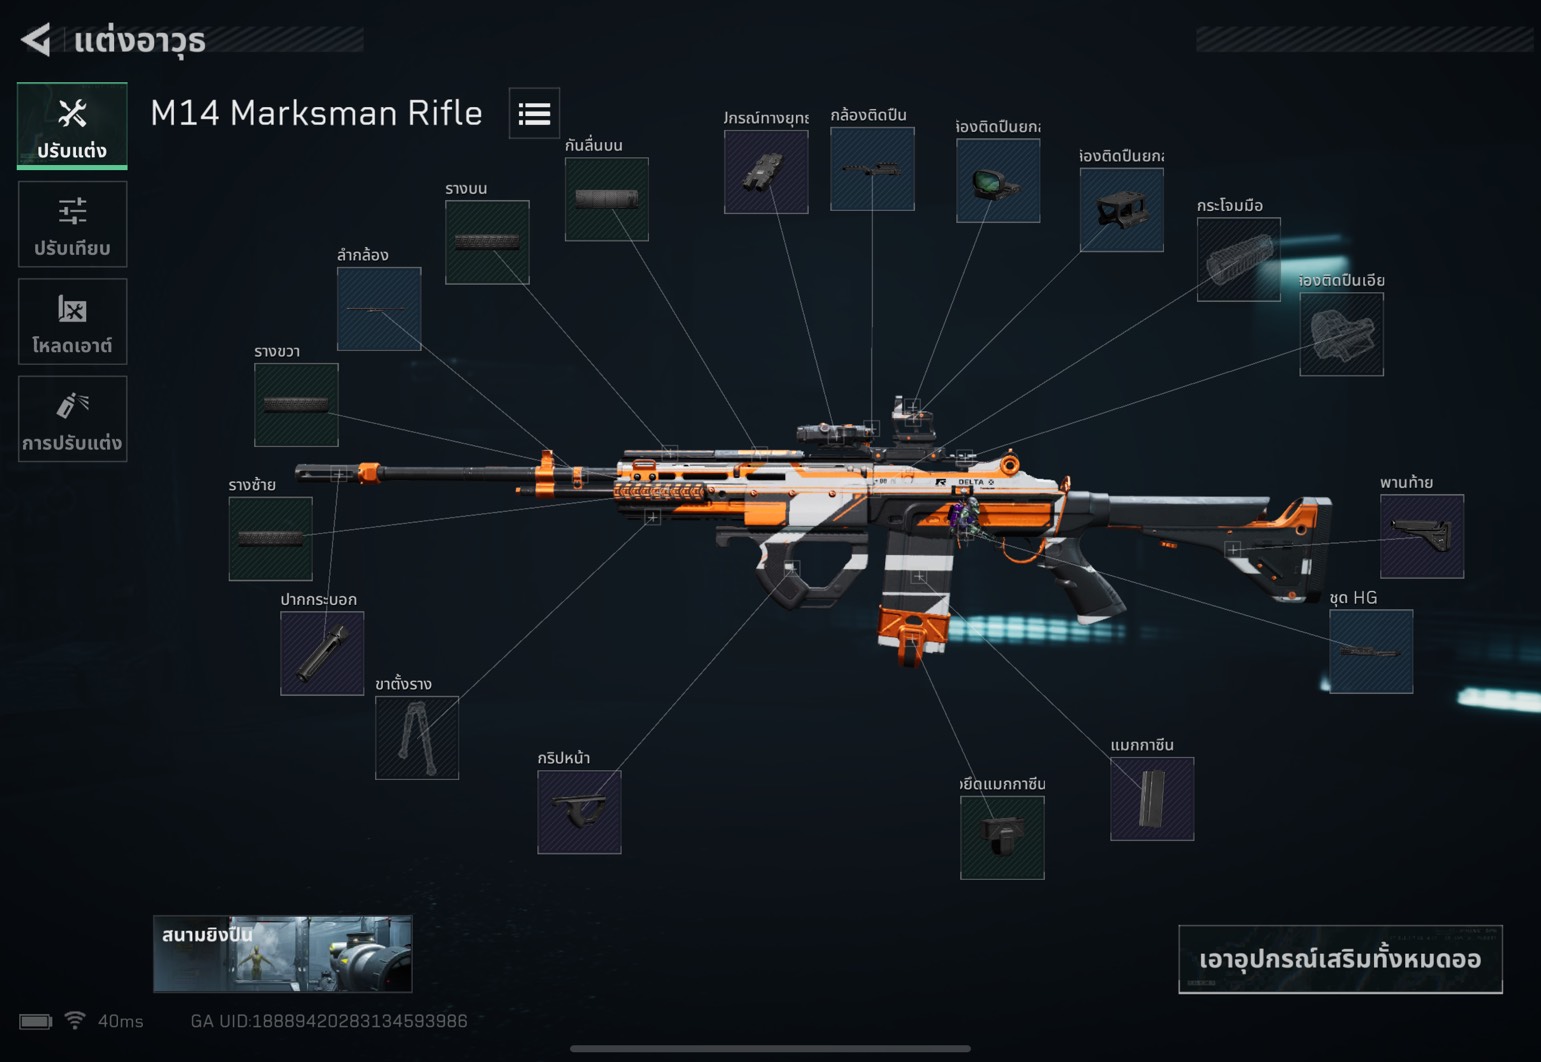 แต่งอาวุธ
ปรับแต่ง
ปรับเทียบ
โหลดเอาต์
การปรับแต่ง
M14 Marksman Rifle
กันลื่นบน
รางบน
ลำกล้อง
รางขวา
รางซ้าย
ปากกระบอก
ขาตั้งราง
กริปหน้า
ปกรณ์ทางยุทธ
กล้องติดปืน
้องติดปืนยกส
้องติดปืนยกส
กระโจมมือ
้องติดปืนเอีย
พานท้าย
ชุด HG
แมกกาซีน
วยึดแมกกาซีน
DELTA
สนามยิงปืน
เอาอุปกรณ์เสริมทั้งหมดออ
40ms
GA UID:18889420283134593986